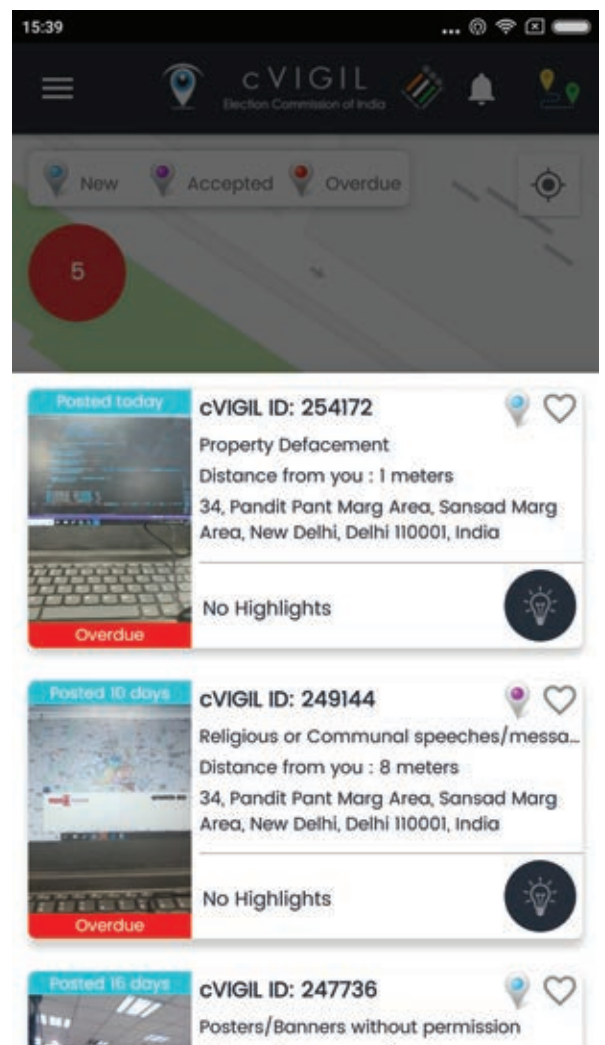 15:39
cVIGIL
Election Commission of India
New
Accepted
Overdue
5
Posted today
cVIGIL ID: 254172
Property Defacement
Distance from you : 1 meters
34, Pandit Pant Marg Area, Sansad Marg
Area, New Delhi, Delhi 110001, India
No Highlights
Overdue
Posted 10 days
cVIGIL ID: 249144
Religious or Communal speeches/messa...
Distance from you : 8 meters
34, Pandit Pant Marg Area, Sansad Marg
Area, New Delhi, Delhi 110001, India
No Highlights
Overdue
Posted 16 days
cVIGIL ID: 247736
Posters/Banners without permission